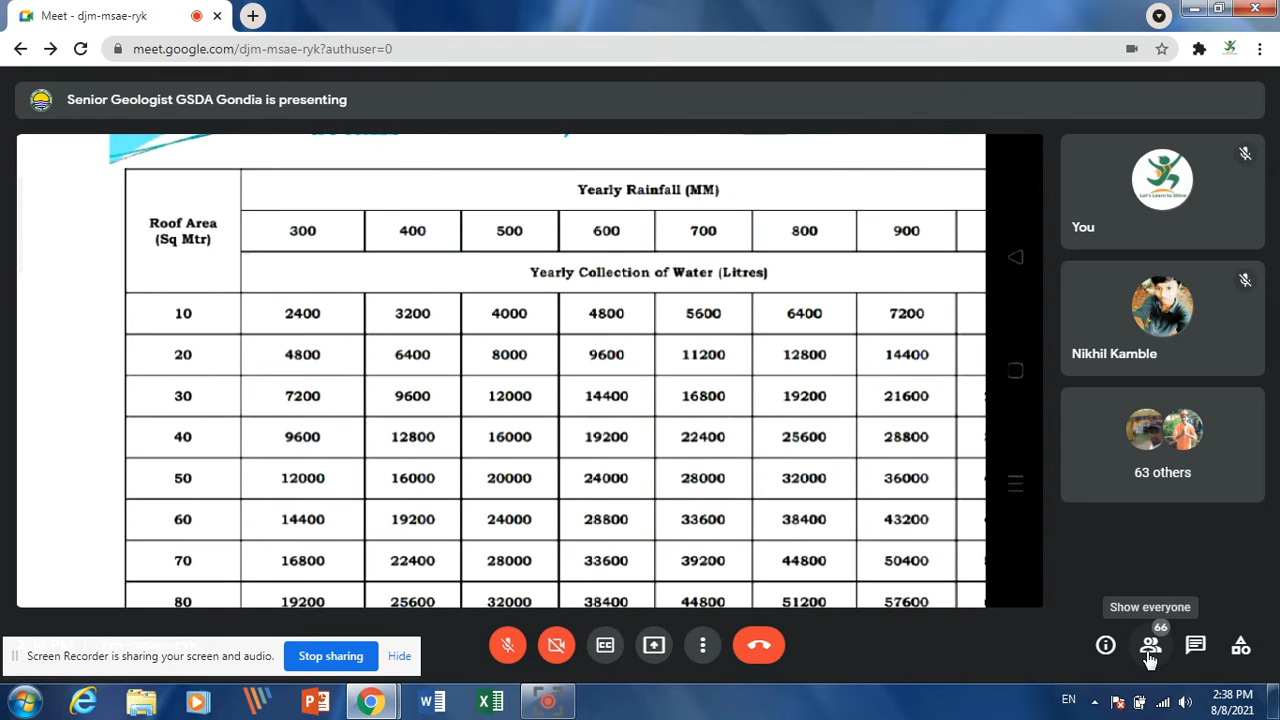 Meet - djm-msae-ryk
meet.google.com/djm-msae-ryk?authuser=0
Senior Geologist GSDA Gondia is presenting
Roof Area (Sq Mtr) Yearly Rainfall (MM)
300 400 500 600 700 800 900
Yearly Collection of Water (Litres)
10 2400 3200 4000 4800 5600 6400 7200
20 4800 6400 8000 9600 11200 12800 14400
30 7200 9600 12000 14400 16800 19200 21600
40 9600 12800 16000 19200 22400 25600 28800
50 12000 16000 20000 24000 28000 32000 36000
60 14400 19200 24000 28800 33600 38400 43200
70 16800 22400 28000 33600 39200 44800 50400
80 19200 25600 32000 38400 44800 51200 57600
Let's Learn to Shine
You
Nikhil Kamble
63 others
Show everyone
66
Screen Recorder is sharing your screen and audio. Stop sharing Hide
EN 2:38 PM
8/8/2021